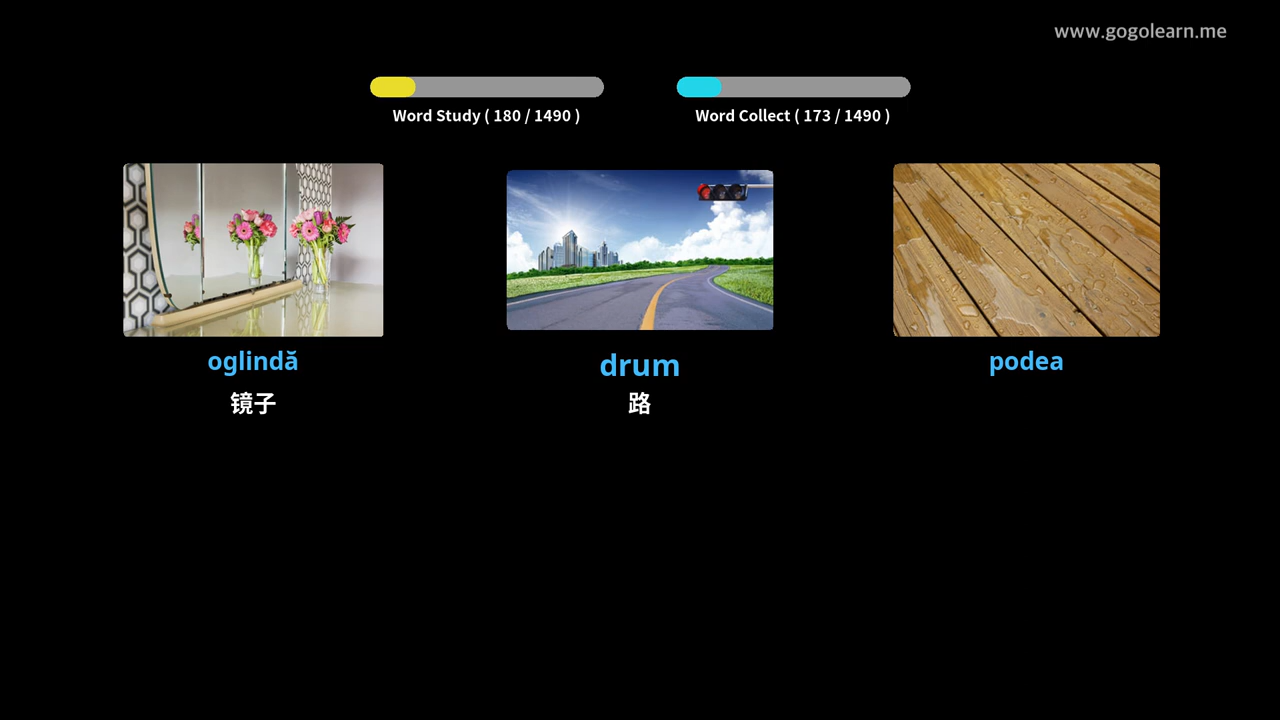 www.gogolearn.me
Word Study ( 180 / 1490 )
Word Collect ( 173 / 1490 )
oglindă
镜子
drum
路
podea